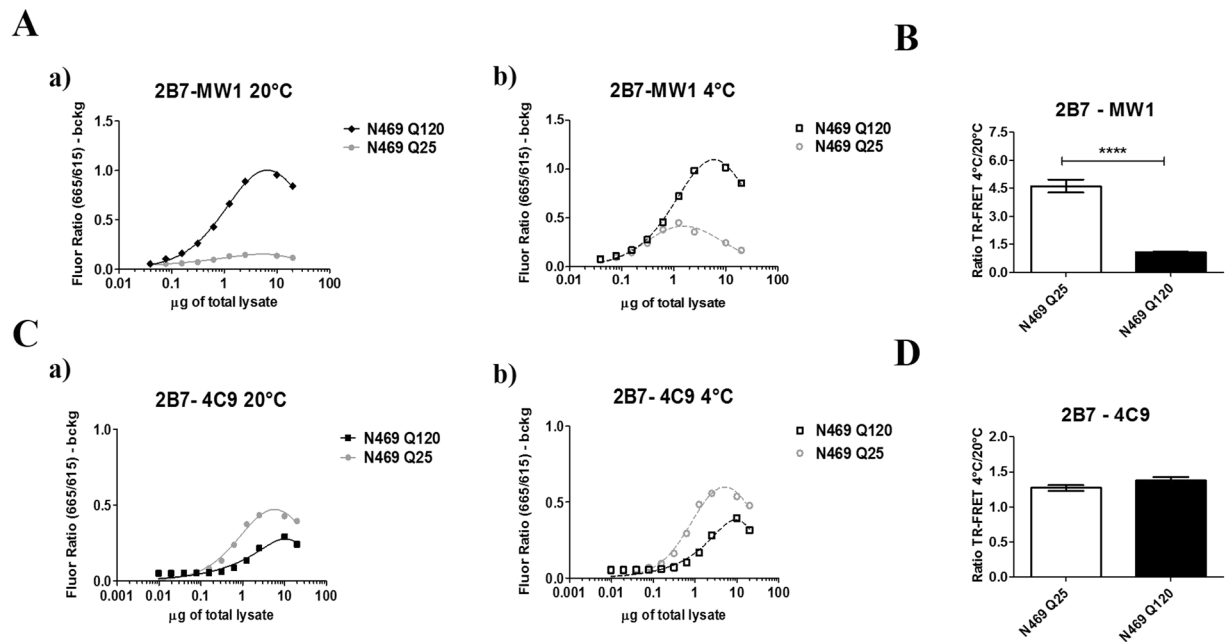 A
a)
2B7-MW1 20°C
Fluor Ratio (665/615) - bckg
1.5
1.0
0.5
0.0
0.01 0.1 1 10 100
µg of total lysate
N469 Q120
N469 Q25
b)
2B7-MW1 4°C
Fluor Ratio (665/615) - bckg
1.5
1.0
0.5
0.0
0.01 0.1 1 10 100
µg of total lysate
N469 Q120
N469 Q25
B
2B7 - MW1
Ratio TR-FRET 4°C/20°C
7.5
6.0
4.5
3.0
1.5
0.0
****
N469 Q25
N469 Q120
C
a)
2B7- 4C9 20°C
Fluor Ratio (665/615) - bckg
1.0
0.5
0.0
0.001 0.01 0.1 1 10 100
µg of total lysate
N469 Q120
N469 Q25
b)
2B7- 4C9 4°C
Fluor Ratio (665/615) - bckg
1.0
0.5
0.0
0.001 0.01 0.1 1 10 100
µg of total lysate
N469 Q120
N469 Q25
D
2B7 - 4C9
Ratio TR-FRET 4°C/20°C
2.0
1.5
1.0
0.5
0.0
N469 Q25
N469 Q120